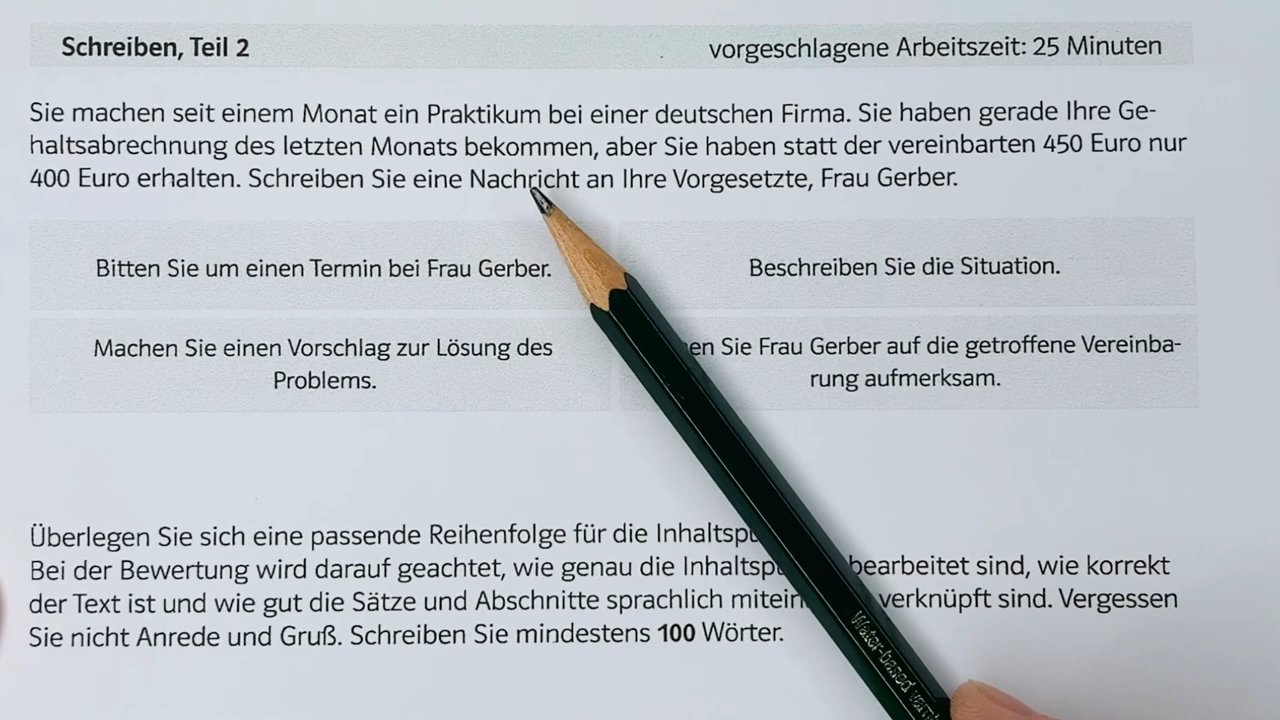 Schreiben, Teil 2 vorgeschlagene Arbeitszeit: 25 Minuten
Sie machen seit einem Monat ein Praktikum bei einer deutschen Firma. Sie haben gerade Ihre Ge-
haltsabrechnung des letzten Monats bekommen, aber Sie haben statt der vereinbarten 450 Euro nur
400 Euro erhalten. Schreiben Sie eine Nachricht an Ihre Vorgesetzte, Frau Gerber.
Bitten Sie um einen Termin bei Frau Gerber.
Beschreiben Sie die Situation.
Machen Sie einen Vorschlag zur Lösung des
Problems.
Sie Frau Gerber auf die getroffene Vereinba-
rung aufmerksam.
Überlegen Sie sich eine passende Reihenfolge für die
Bei der Bewertung wird darauf geachtet, wie genau die bearbeitet sind, wie korrekt
der Text ist und wie gut die Sätze und Abschnitte sprachlich verknüpft sind. Vergessen
Sie nicht Anrede und Gruß. Schreiben Sie mindestens 100 Wörter.
Water-based